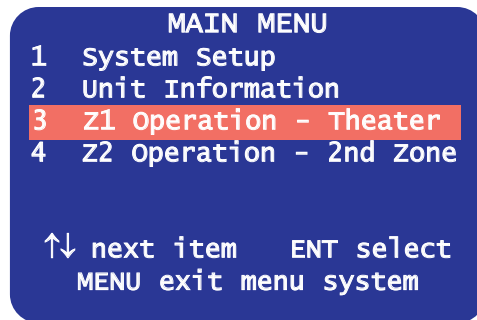 MAIN MENU
1 System Setup
2 Unit Information
3 Z1 Operation - Theater
4 Z2 Operation - 2nd Zone
↑↓ next item ENT select
MENU exit menu system